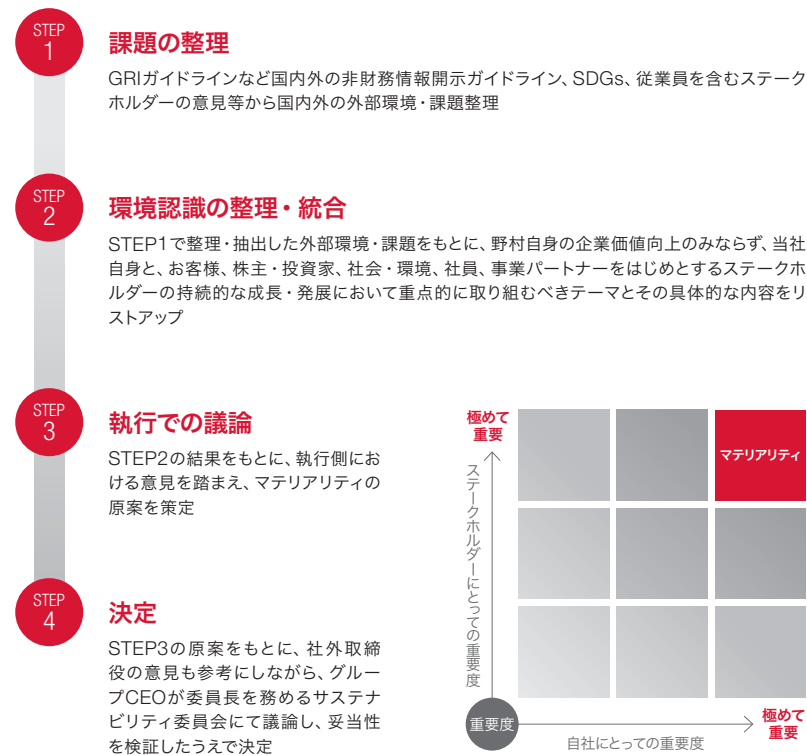 STEP
1
課題の整理
GRIガイドラインなど国内外の非財務情報開示ガイドライン、SDGs、従業員を含むステーク
ホルダーの意見等から国内外の外部環境・課題整理
STEP
2
環境認識の整理・統合
STEP1で整理・抽出した外部環境・課題をもとに、野村自身の企業価値向上のみならず、当社
自身と、お客様、株主・投資家、社会・環境、社員、事業パートナーをはじめとするステークホ
ルダーの持続的な成長・発展において重点的に取り組むべきテーマとその具体的な内容をリ
ストアップ
STEP
3
執行での議論
STEP2の結果をもとに、執行側にお
ける意見を踏まえ、マテリアリティの
原案を策定
STEP
4
決定
STEP3の原案をもとに、社外取締
役の意見も参考にしながら、グルー
プCEOが委員長を務めるサステナ
ビリティ委員会にて議論し、妥当性
を検証したうえで決定
極めて
重要
ステークホルダーにとっての重要度
マテリアリティ
重要度
自社にとっての重要度
極めて
重要